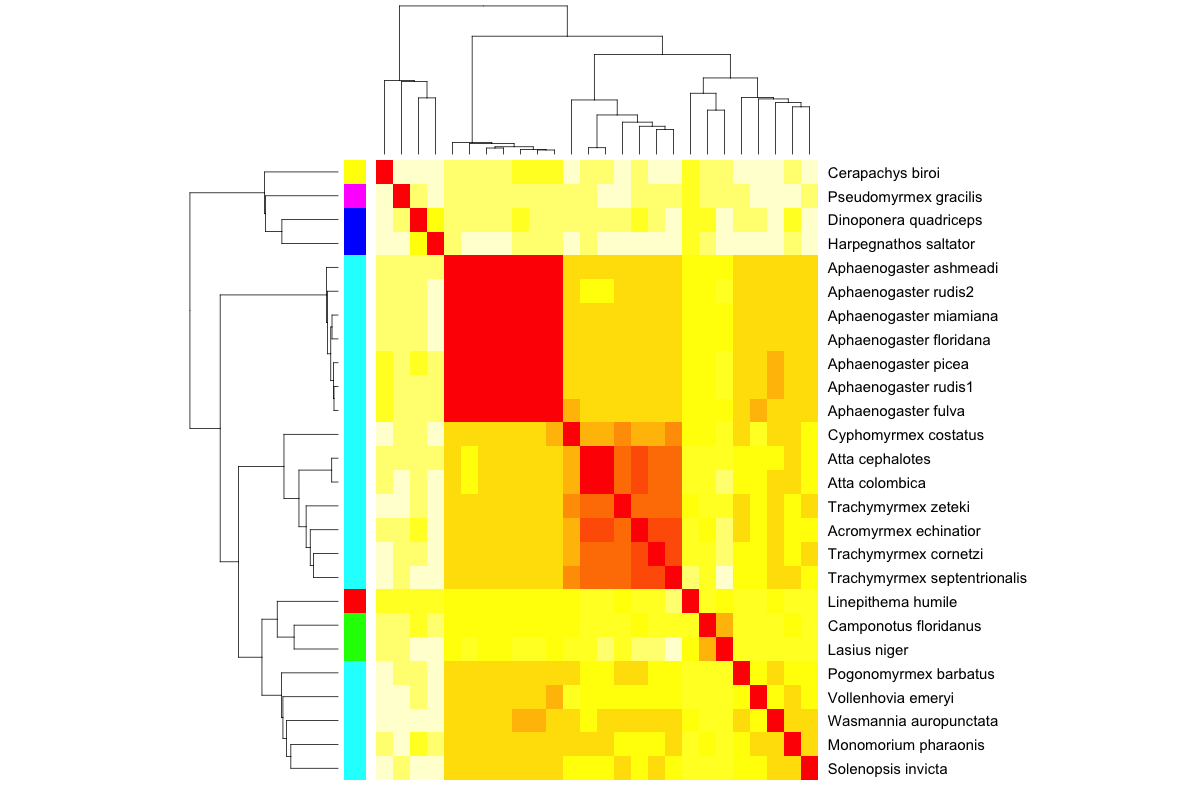 Cerapachys biroi
Pseudomyrmex gracilis
Dinoponera quadriceps
Harpegnathos saltator
Aphaenogaster ashmeadi
Aphaenogaster rudis2
Aphaenogaster miamiana
Aphaenogaster floridana
Aphaenogaster picea
Aphaenogaster rudis1
Aphaenogaster fulva
Cyphomyrmex costatus
Atta cephalotes
Atta colombica
Trachymyrmex zeteki
Acromyrmex echinatior
Trachymyrmex cornetzi
Trachymyrmex septentrionalis
Linepithema humile
Camponotus floridanus
Lasius niger
Pogonomyrmex barbatus
Vollenhovia emeryi
Wasmannia auropunctata
Monomorium pharaonis
Solenopsis invicta